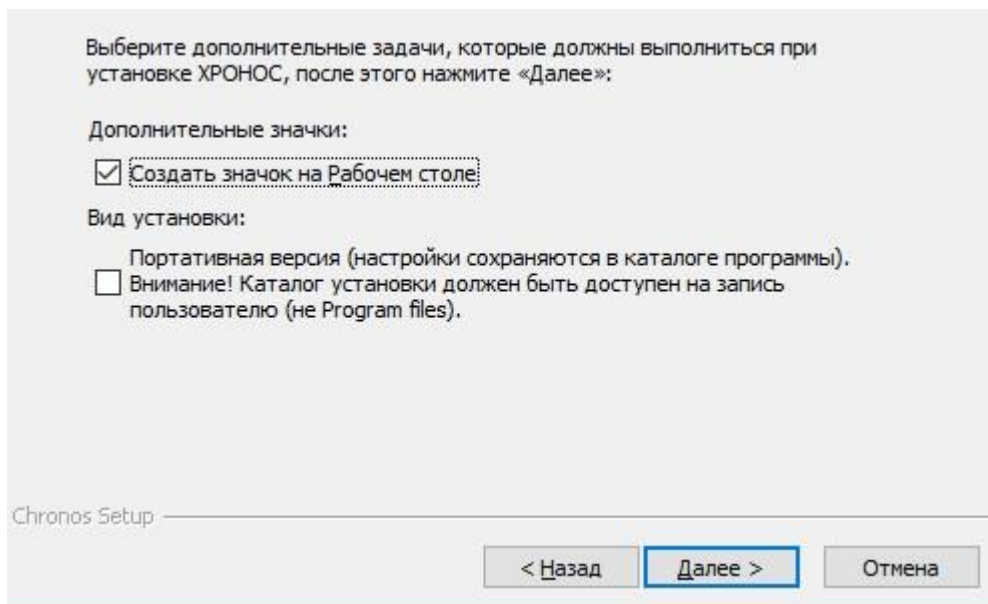 Выберите дополнительные задачи, которые должны выполниться при
установке ХРОНОС, после этого нажмите «Далее»:
Дополнительные значки:
Создать значок на Рабочем столе
Вид установки:
Портативная версия (настройки сохраняются в каталоге программы).
Внимание! Каталог установки должен быть доступен на запись
пользователю (не Program files).
Chronos Setup
< Назад
Далее >
Отмена